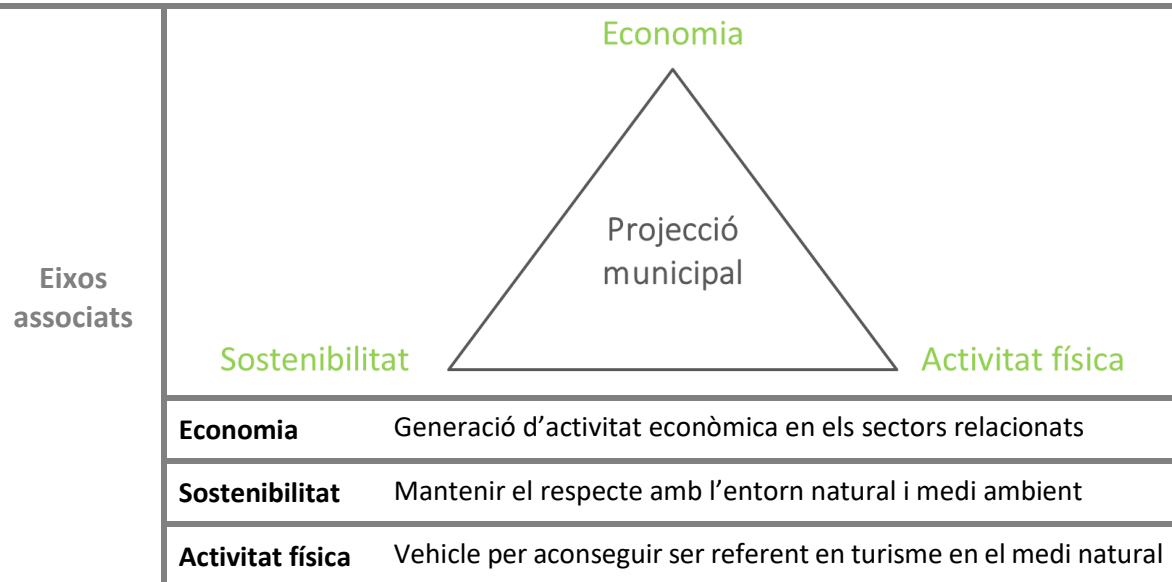 Economia
Projecció
municipal
Eixos
associats
Sostenibilitat
Activitat física
Economia Generació d’activitat econòmica en els sectors relacionats
Sostenibilitat Mantenir el respecte amb l’entorn natural i medi ambient
Activitat física Vehicle per aconseguir ser referent en turisme en el medi natural